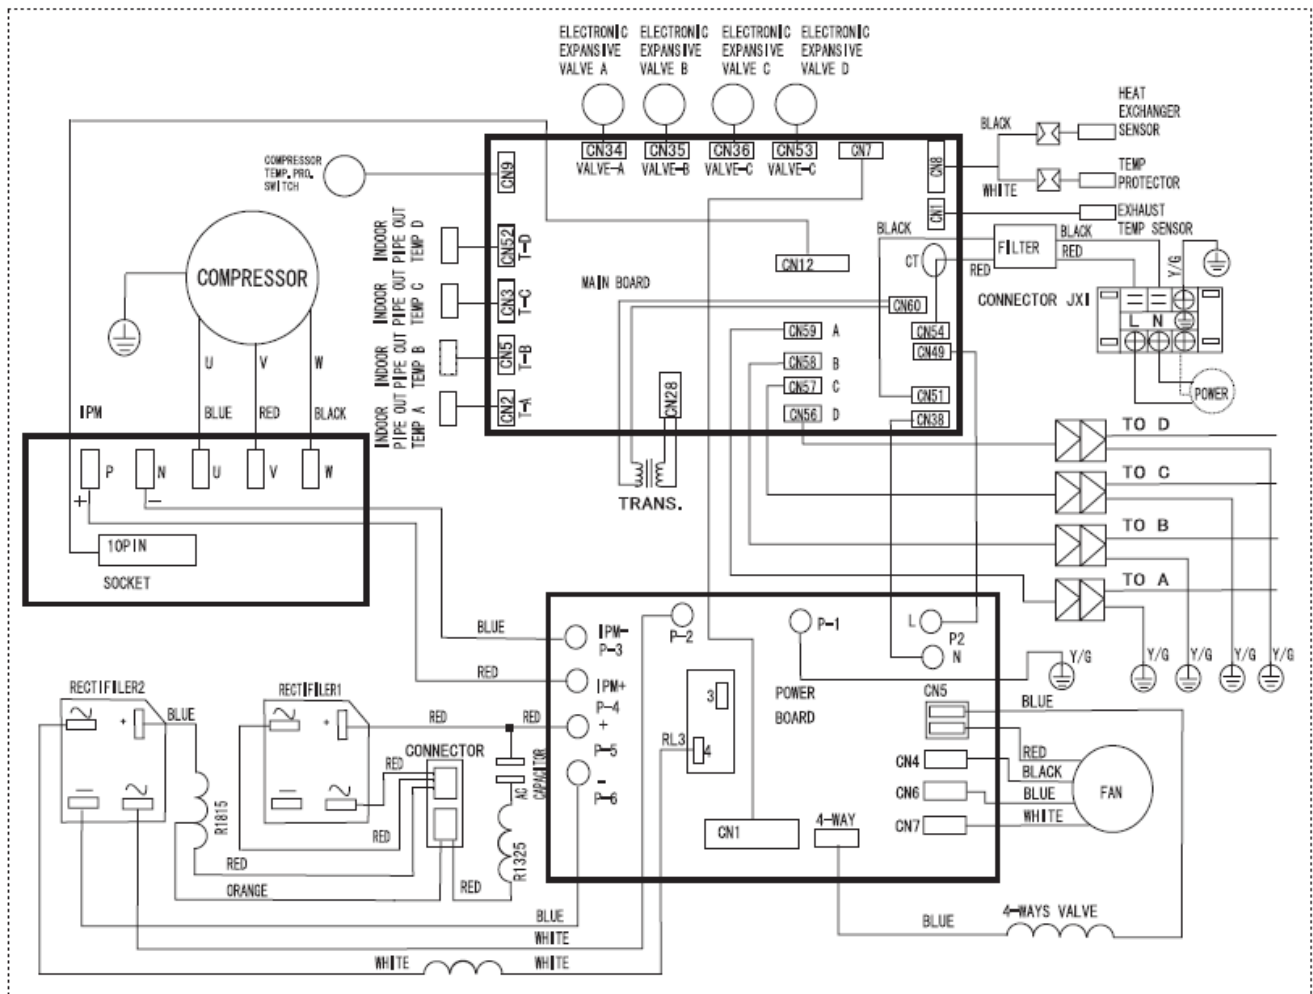 ELECTRONIC EXPANSIVE VALVE A
ELECTRONIC EXPANSIVE VALVE B
ELECTRONIC EXPANSIVE VALVE C
ELECTRONIC EXPANSIVE VALVE D
HEAT EXCHANGER SENSOR
BLACK
COMPRESSOR TEMP. PRO. SWITCH
CN9
CN34
CN35
CN36
CN53
CN7
VALVE-A
VALVE-B
VALVE-C
VALVE-C
CN8
WHITE
TEMP PROTECTOR
CN1
EXHAUST TEMP SENSOR
INDOOR PIPE OUT TEMP D
CN52
T-D
BLACK
BLACK
FILTER
RED
RED
Y/G
COMPRESSOR
CN12
CT
MAIN BOARD
INDOOR PIPE OUT TEMP C
CN3
T-C
CN60
CONNECTOR JX1
L
N
CN59
A
CN54
CN49
INDOOR PIPE OUT TEMP B
CN5
T-B
CN58
B
U
V
W
CN57
C
CN28
CN51
POWER
IPM
BLUE
RED
BLACK
INDOOR PIPE OUT TEMP A
CN2
T-A
CN56
D
CN38
TO D
P
N
U
V
W
+
-
TRANS.
TO C
10PIN
SOCKET
TO B
TO A
BLUE
IPM-
P-3
P-2
P-1
L
P2
N
Y/G
Y/G
Y/G
Y/G
Y/G
RED
IPM+
P-4
POWER BOARD
CN5
BLUE
RECTIFILER2
RECTIFILER1
3
+
BLUE
+
RED
RED
+
P-5
RL3
4
RED
CONNECTOR
BLACK
CN4
RED
AC CAPACITOR
-
P-6
CN6
BLUE
FAN
-
-
R1815
CN1
4-WAY
CN7
WHITE
RED
RED
R1325
ORANGE
RED
BLUE
BLUE
4-WAYS VALVE
WHITE
WHITE
WHITE